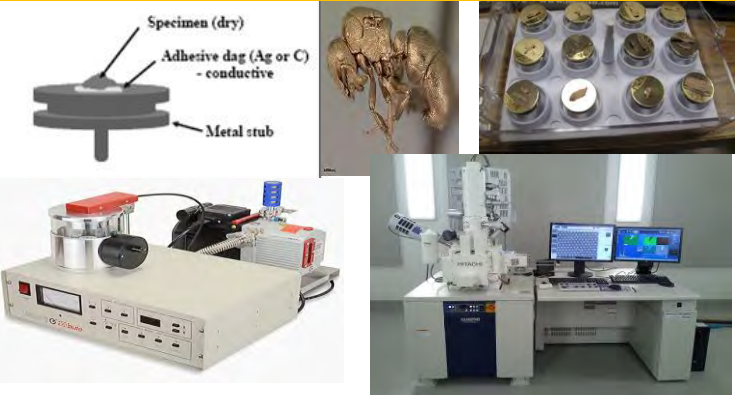 Specimen (dry)
Adhesive dag (Ag or C)
- conductive
Metal stub
HITACHI